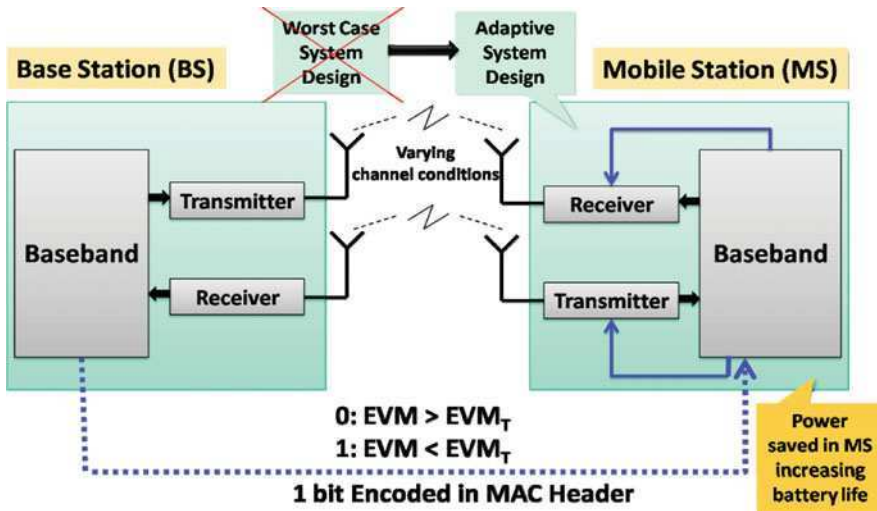 Worst Case
System
Design
Adaptive
System
Design
Base Station (BS)
Mobile Station (MS)
Varying
channel conditions
Baseband
Transmitter
Receiver
Receiver
Transmitter
Baseband
0: EVM > EVMT
1: EVM < EVMT
1 bit Encoded in MAC Header
Power
saved in MS
increasing
battery life